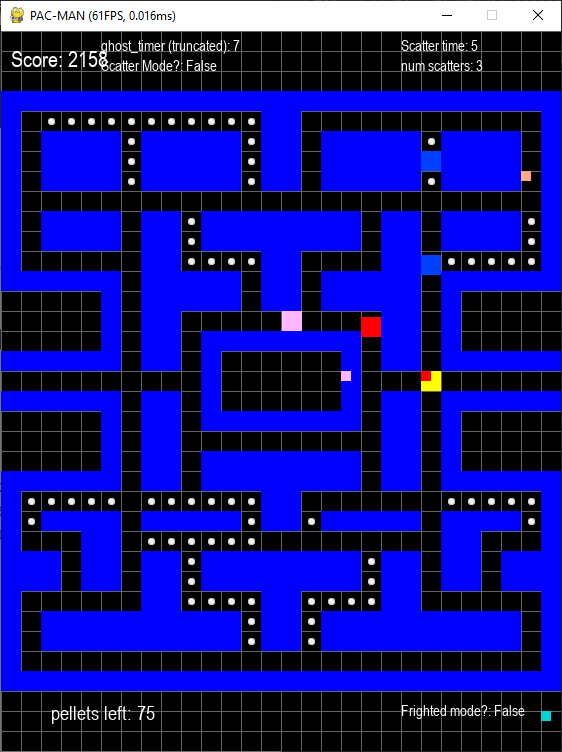 PAC-MAN (61FPS, 0.016ms)
ghost_timer (truncated): 7
Scatter time: 5
Score: 2158
Scatter Mode?: False
num scatters: 3
pellets left: 75
Frighted mode?: False